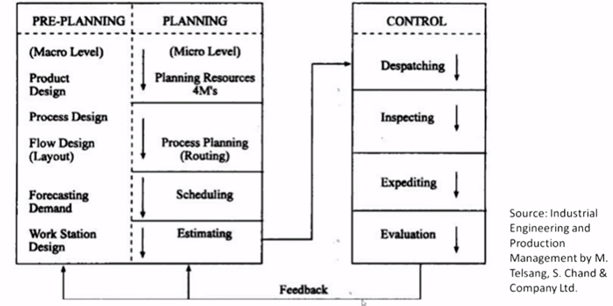 PRE-PLANNING
(Macro Level)
Product
Design
Process Design
Flow Design
(Layout)
Forecasting
Demand
Work Station
Design
PLANNING
(Micro Level)
Planning Resources
4M's
Process Planning
(Routing)
Scheduling
Estimating
CONTROL
Despatching
Inspecting
Expediting
Evaluation
Feedback
Source: Industrial
Engineering and
Production
Management by M.
Telsang, S. Chand &
Company Ltd.